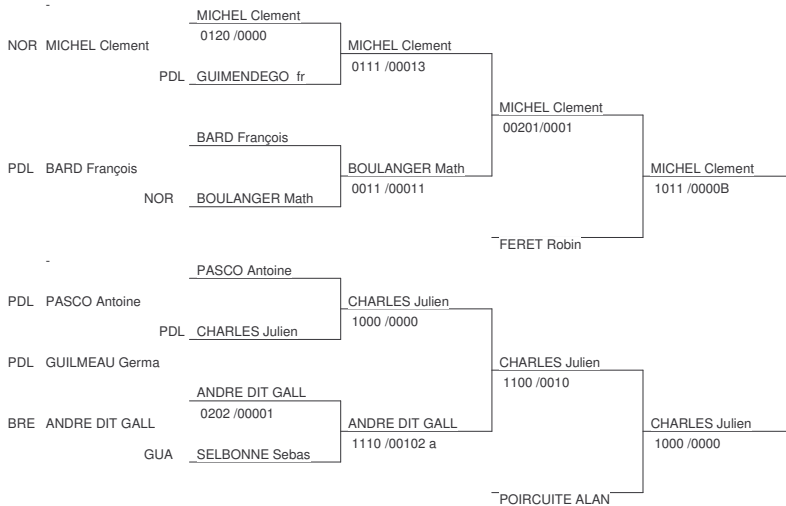 -
MICHEL Clement
0120 /0000
NOR MICHEL Clement
MICHEL Clement
0111 /00013
PDL GUIMENDEGO fr
MICHEL Clement
00201/0001
BARD François
PDL BARD François
BOULANGER Math
0011 /00011
MICHEL Clement
1011 /0000B
NOR BOULANGER Math
FERET Robin
-
PASCO Antoine
PDL PASCO Antoine
CHARLES Julien
1000 /0000
PDL CHARLES Julien
PDL GUILMEAU Germa
CHARLES Julien
1100 /0010
ANDRE DIT GALL
0202 /00001
BRE ANDRE DIT GALL
ANDRE DIT GALL
1110 /00102 a
CHARLES Julien
1000 /0000
GUA SELBONNE Sebas
POIRCUITE ALAN